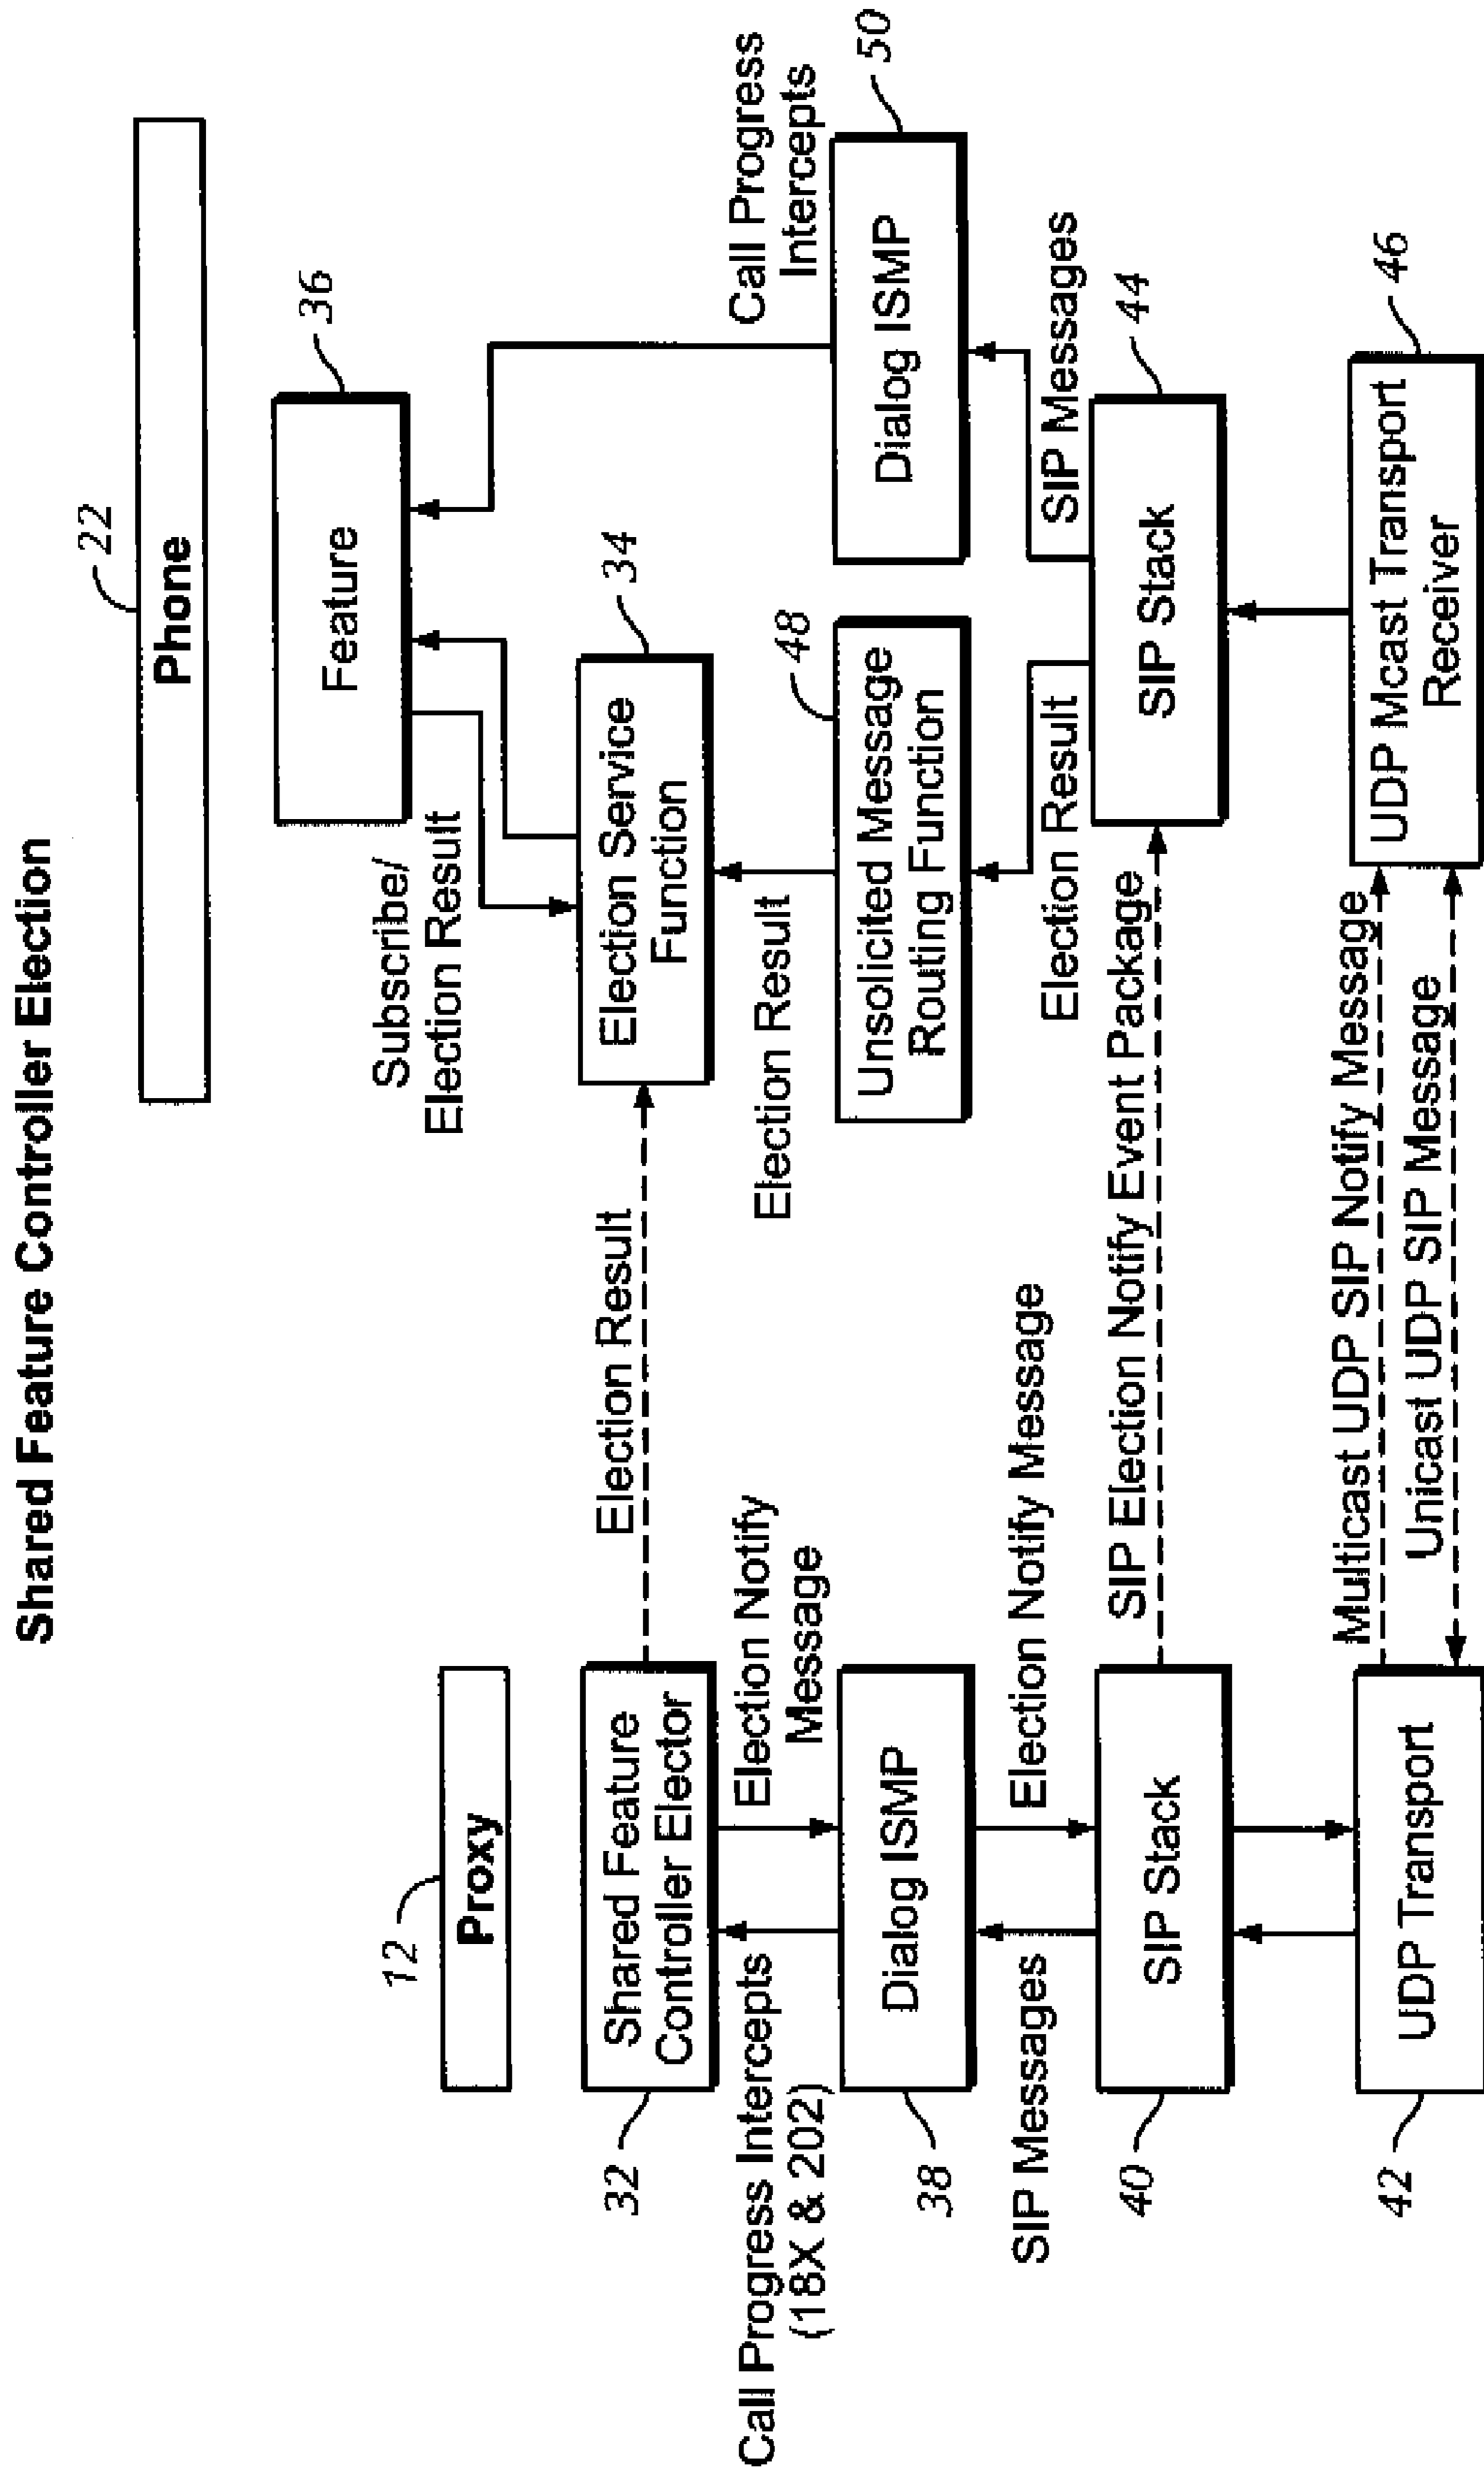 Shared Feature Controller Election
22
Phone
12
Proxy
36
Feature
Subscribe/
Election Result
34
Election Service
Function
Election Result
32
Shared Feature
Controller Elector
Call Progress Intercepts
(18X & 202)
Election Notify
Message
Election Result
48
Unsolicited Message
Routing Function
Call Progress
Intercepts
50
Dialog ISMP
38
Dialog ISMP
SIP Messages
Election Notify Message
Election Result
SIP Messages
44
SIP Stack
SIP Election Notify Event Package
40
SIP Stack
Multicast UDP SIP Notify Message
Unicast UDP SIP Message
46
UDP Mcast Transport
Receiver
42
UDP Transport